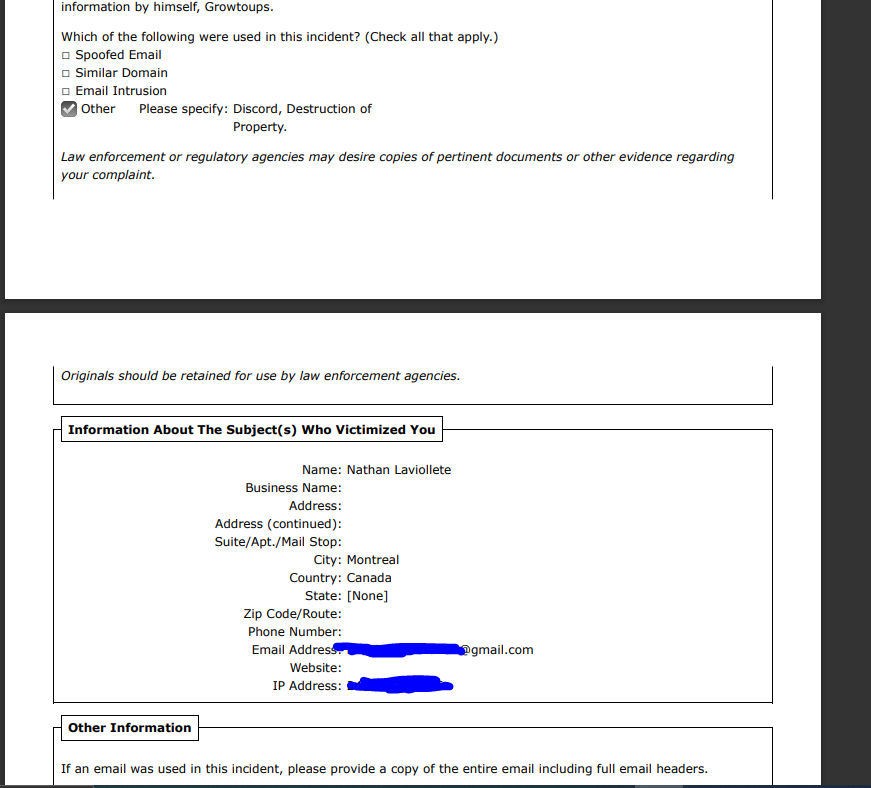 information by himself, Growtoups.
Which of the following were used in this incident? (Check all that apply.)
Spoofed Email
Similar Domain
Email Intrusion
Other Please specify: Discord, Destruction of
Property.
Law enforcement or regulatory agencies may desire copies of pertinent documents or other evidence regarding
your complaint.
Originals should be retained for use by law enforcement agencies.
Information About The Subject(s) Who Victimized You
Name: Nathan Laviollete
Business Name:
Address:
Address (continued):
Suite/Apt./Mail Stop:
City: Montreal
Country: Canada
State: [None]
Zip Code/Route:
Phone Number:
Email Address: @gmail.com
Website:
IP Address:
Other Information
If an email was used in this incident, please provide a copy of the entire email including full email headers.